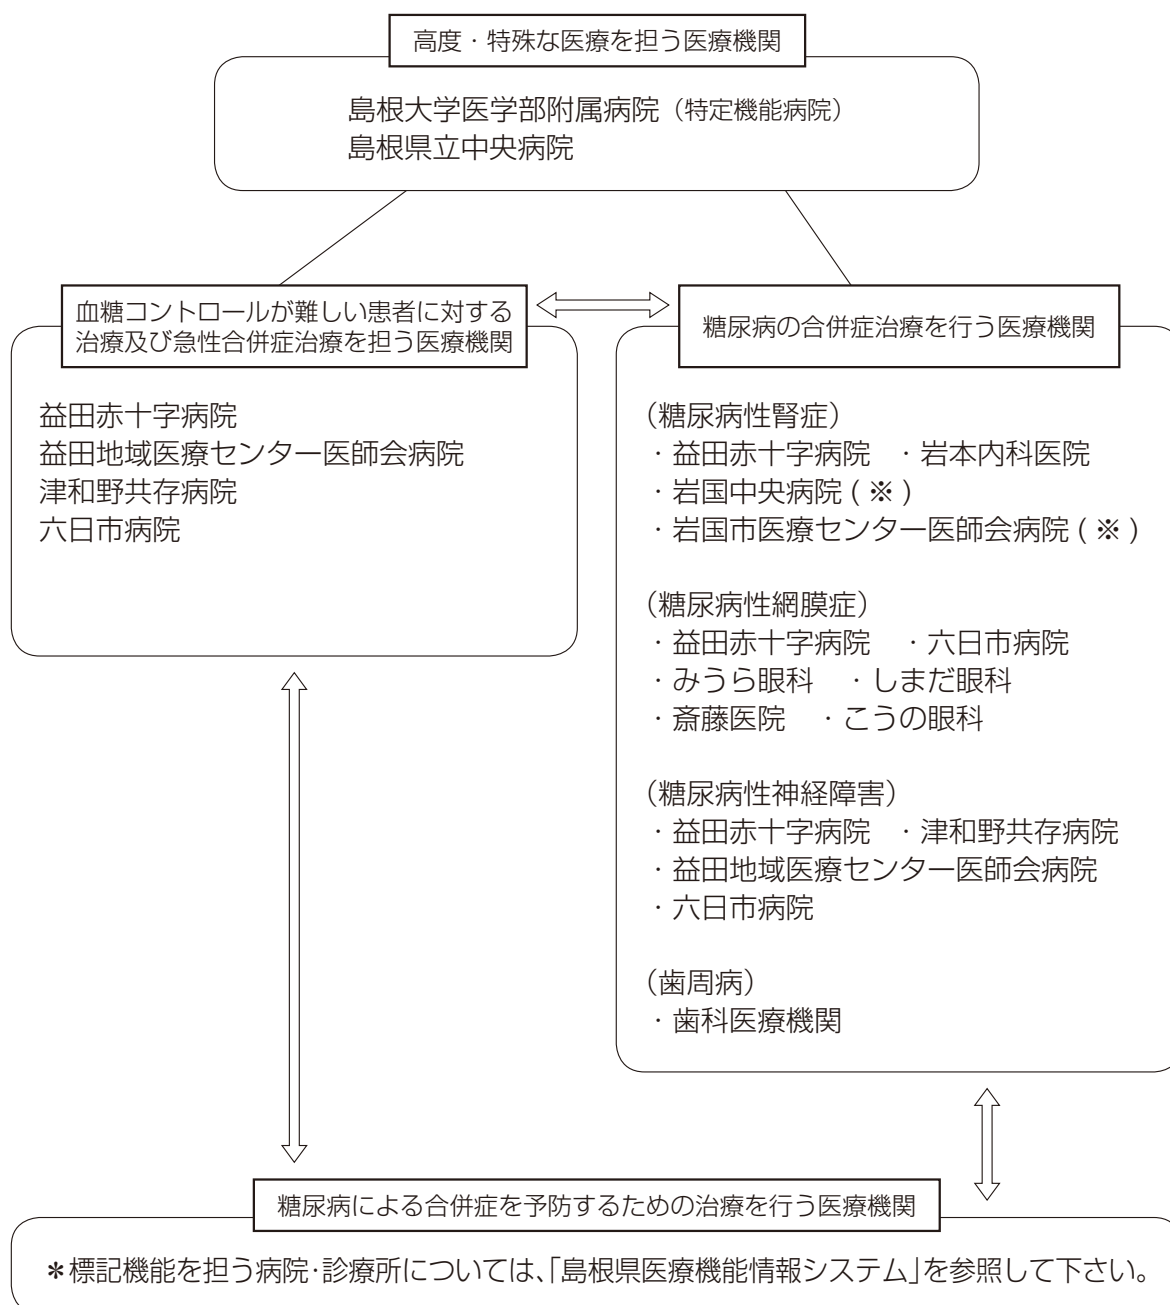 高度・特殊な医療を担う医療機関
島根大学医学部附属病院（特定機能病院）
島根県立中央病院
血糖コントロールが難しい患者に対する
治療及び急性合併症治療を担う医療機関
益田赤十字病院
益田地域医療センター医師会病院
津和野共存病院
六日市病院
糖尿病の合併症治療を行う医療機関
（糖尿病性腎症）
・益田赤十字病院　・岩本内科医院
・岩国中央病院 ( ※ )
・岩国市医療センター医師会病院 ( ※ )
（糖尿病性網膜症）
・益田赤十字病院　・六日市病院
・みうら眼科　・しまだ眼科
・斎藤医院　・こうの眼科
（糖尿病性神経障害）
・益田赤十字病院　・津和野共存病院
・益田地域医療センター医師会病院
・六日市病院
（歯周病）
・歯科医療機関
糖尿病による合併症を予防するための治療を行う医療機関
＊標記機能を担う病院・診療所については、「島根県医療機能情報システム」を参照して下さい。